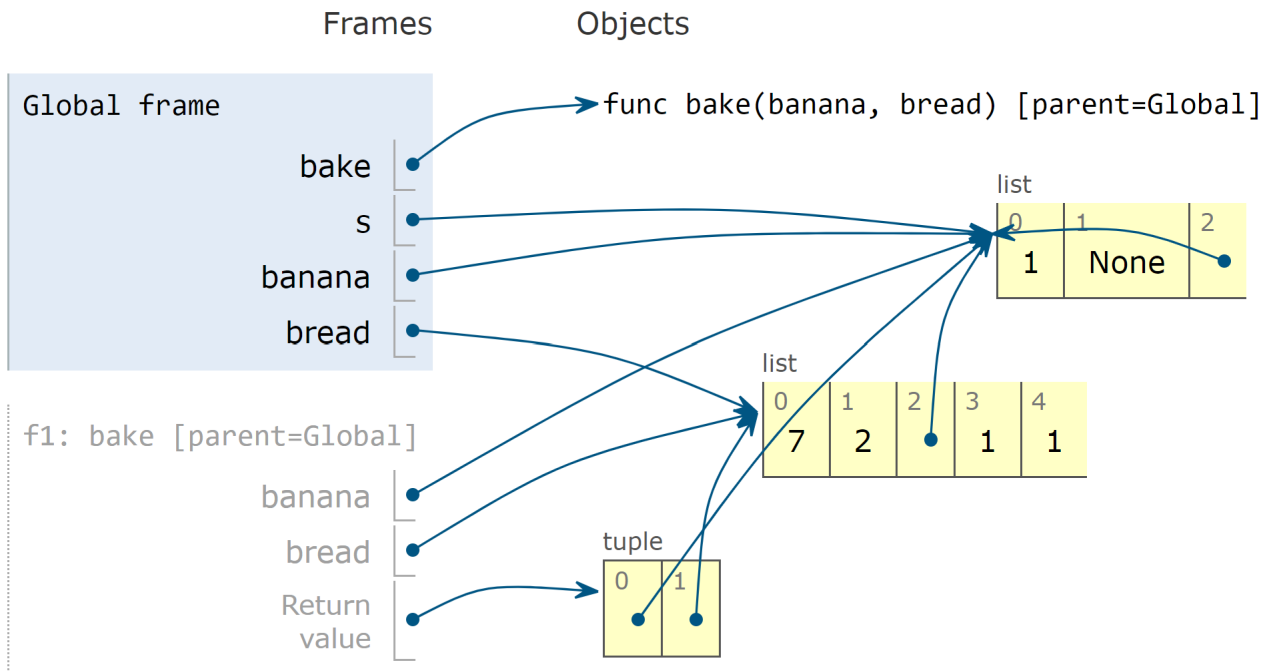 Frames Objects
Global frame
func bake(banana, bread) [parent=Global]
bake
s
banana
bread
list
0 1 2
1 None
list
0 1 2 3 4
7 2 1 1
f1: bake [parent=Global]
banana
bread
Return
value
tuple
0 1